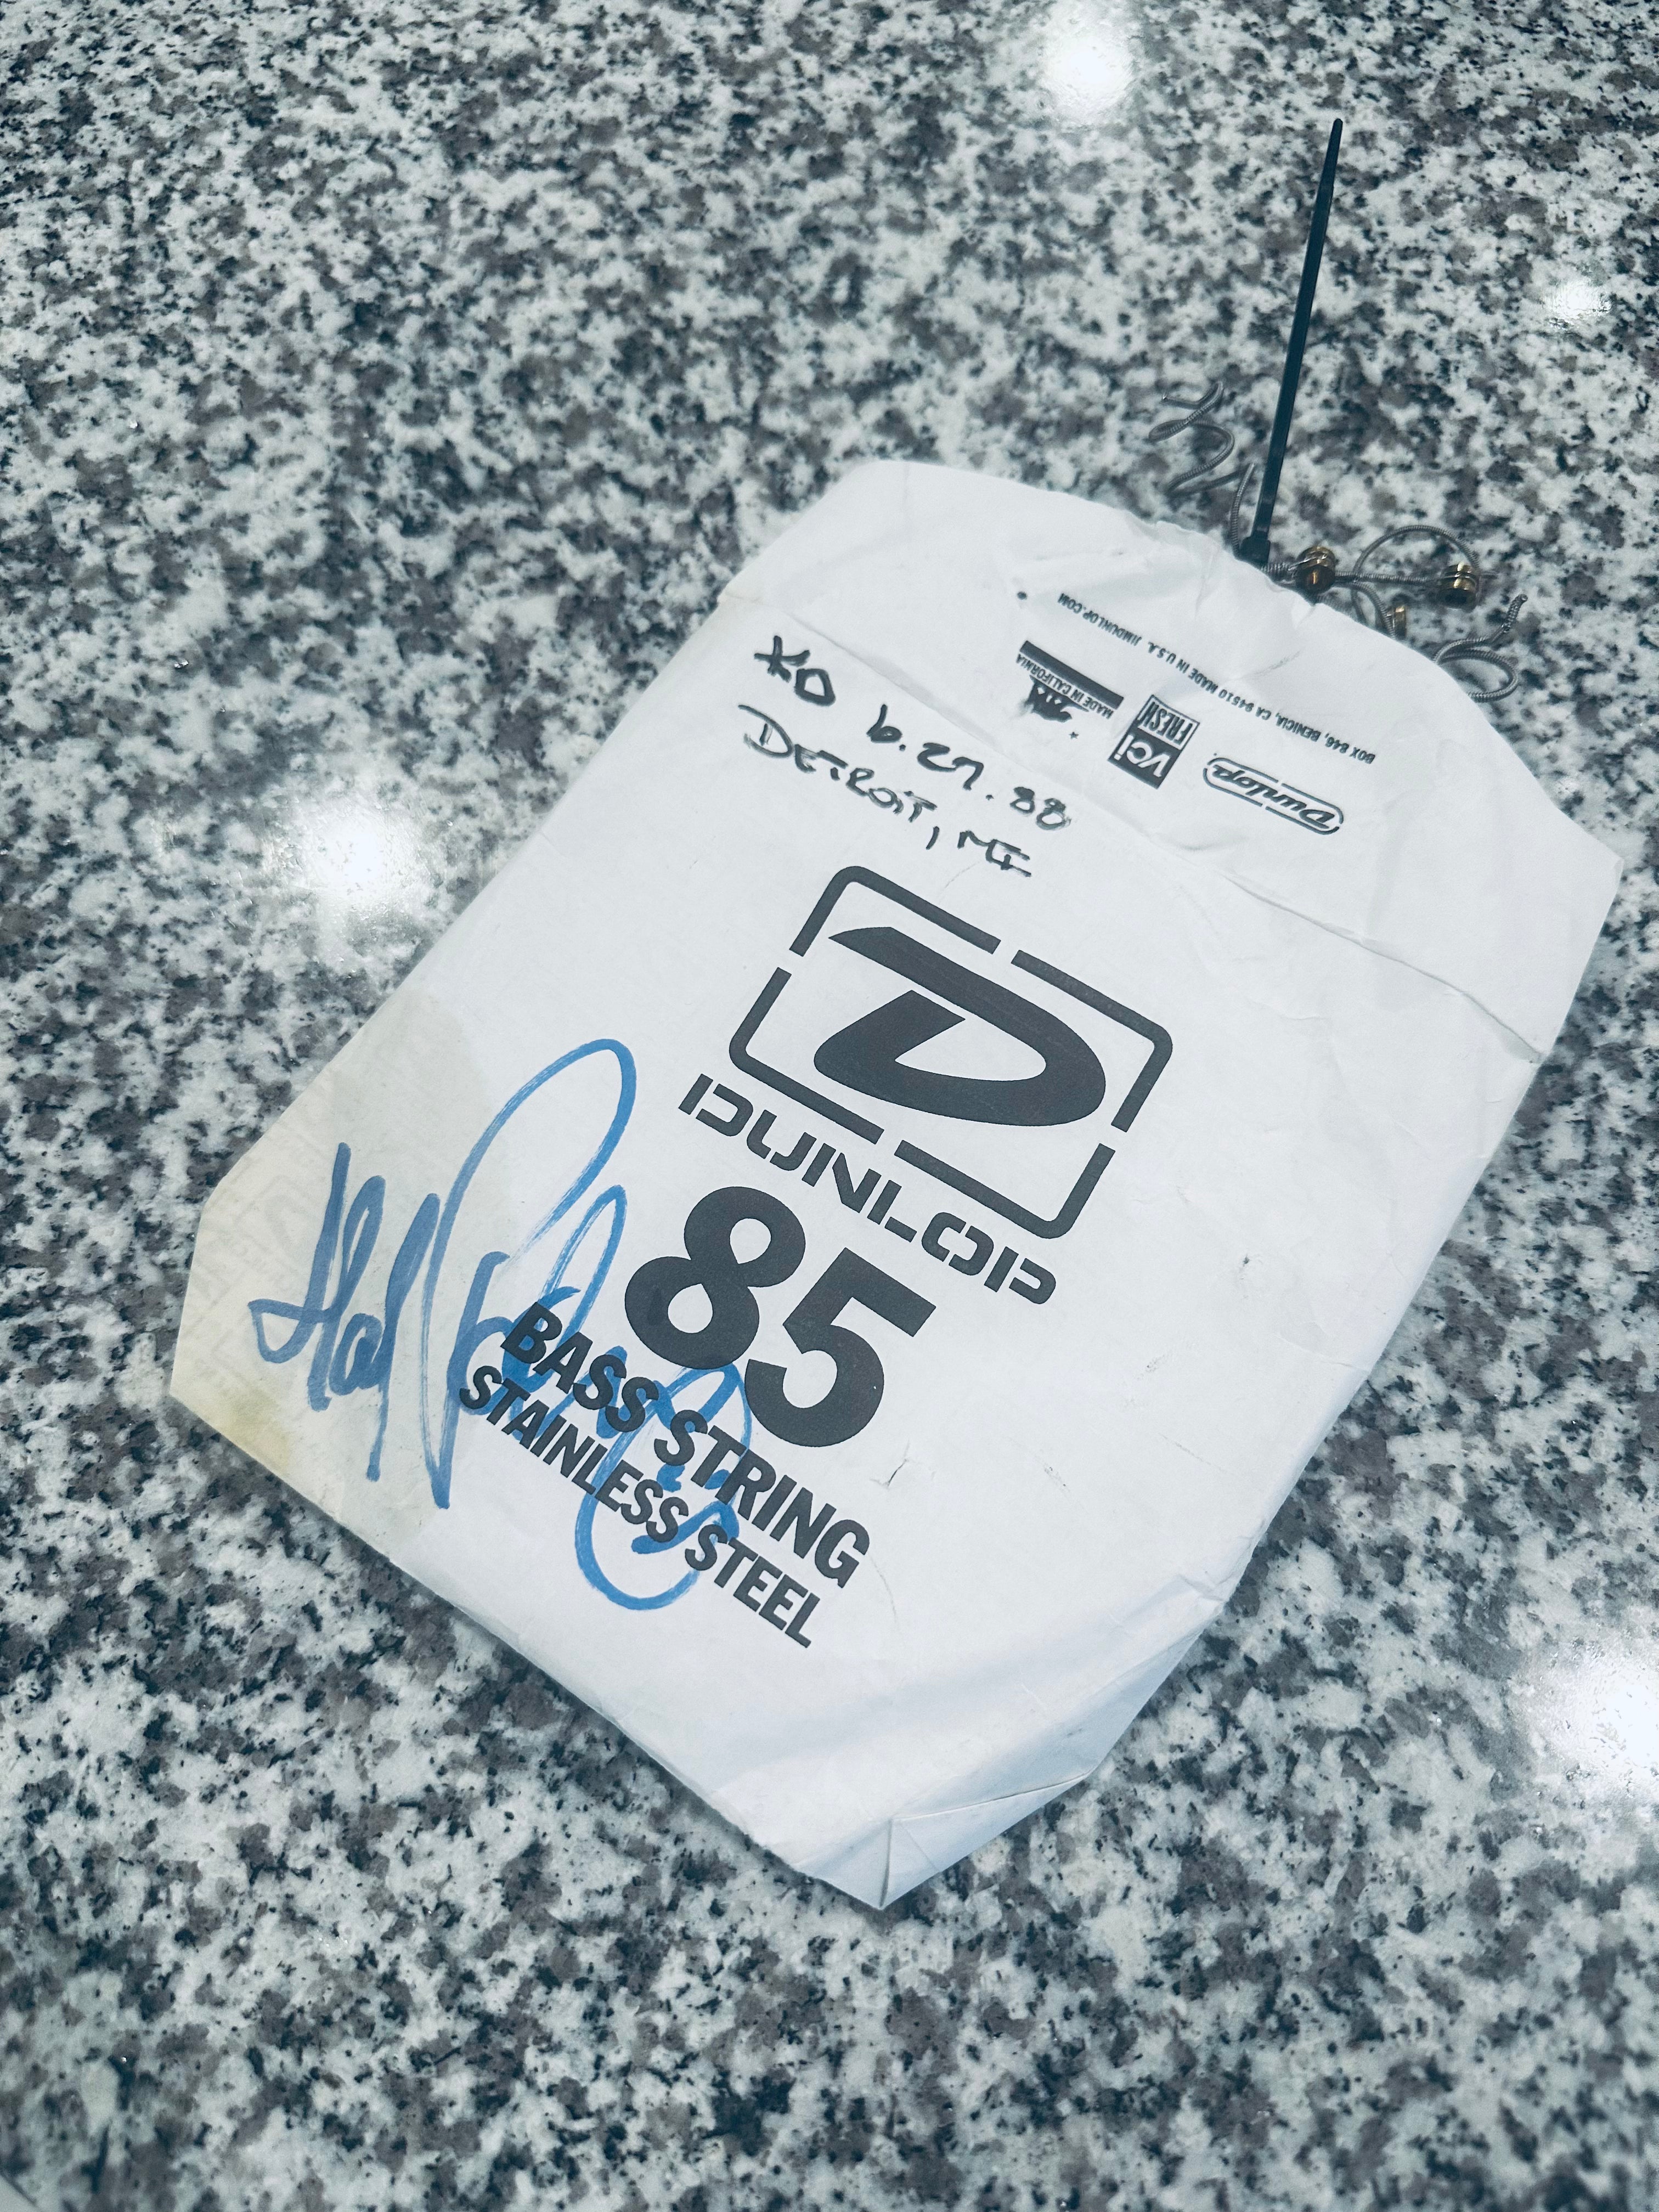 BOX 846, BENICIA, CA 94510 MADE IN U.S.A. JIMDUNLOP.COM
MADE IN CALIFORNIA
VCI
FRESH
Dunlop
KO 6.27.88
DETROIT, MI
D
DUNLOP
85
BASS STRING
STAINLESS STEEL